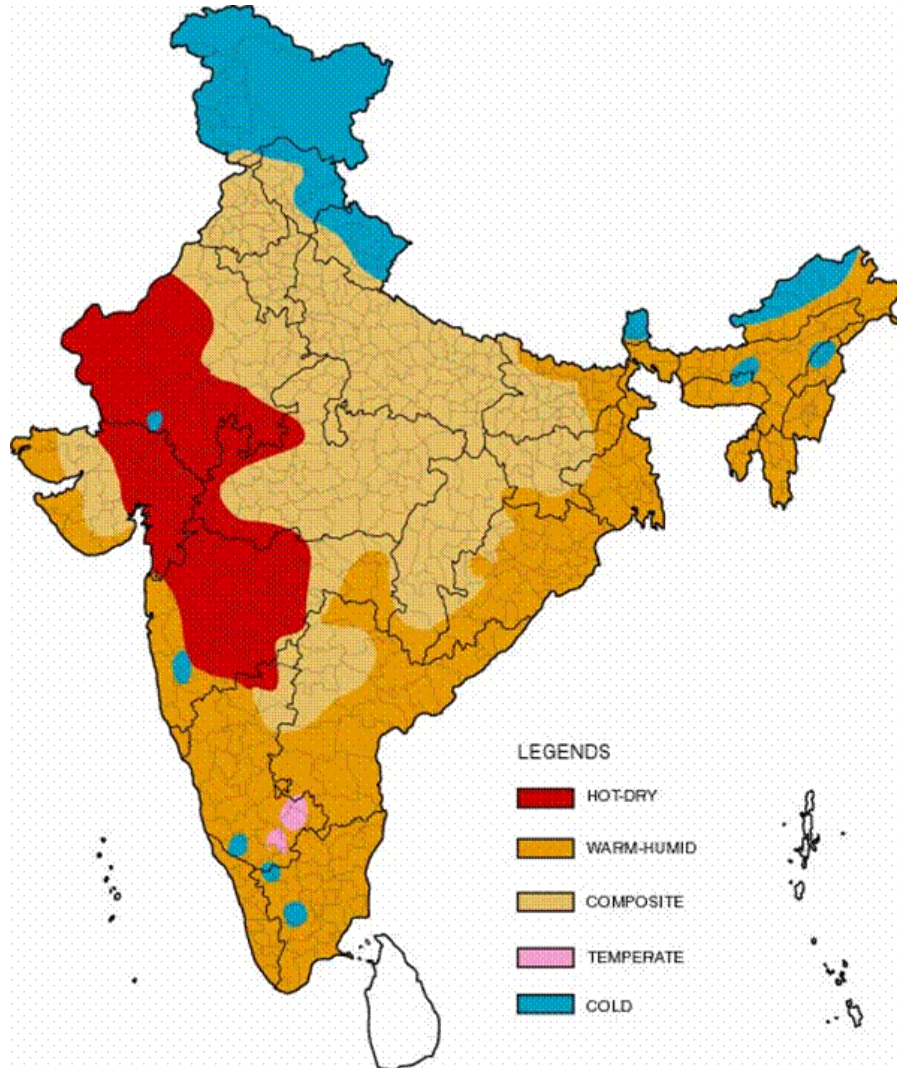 LEGENDS
HOT-DRY
WARM-HUMID
COMPOSITE
TEMPERATE
COLD